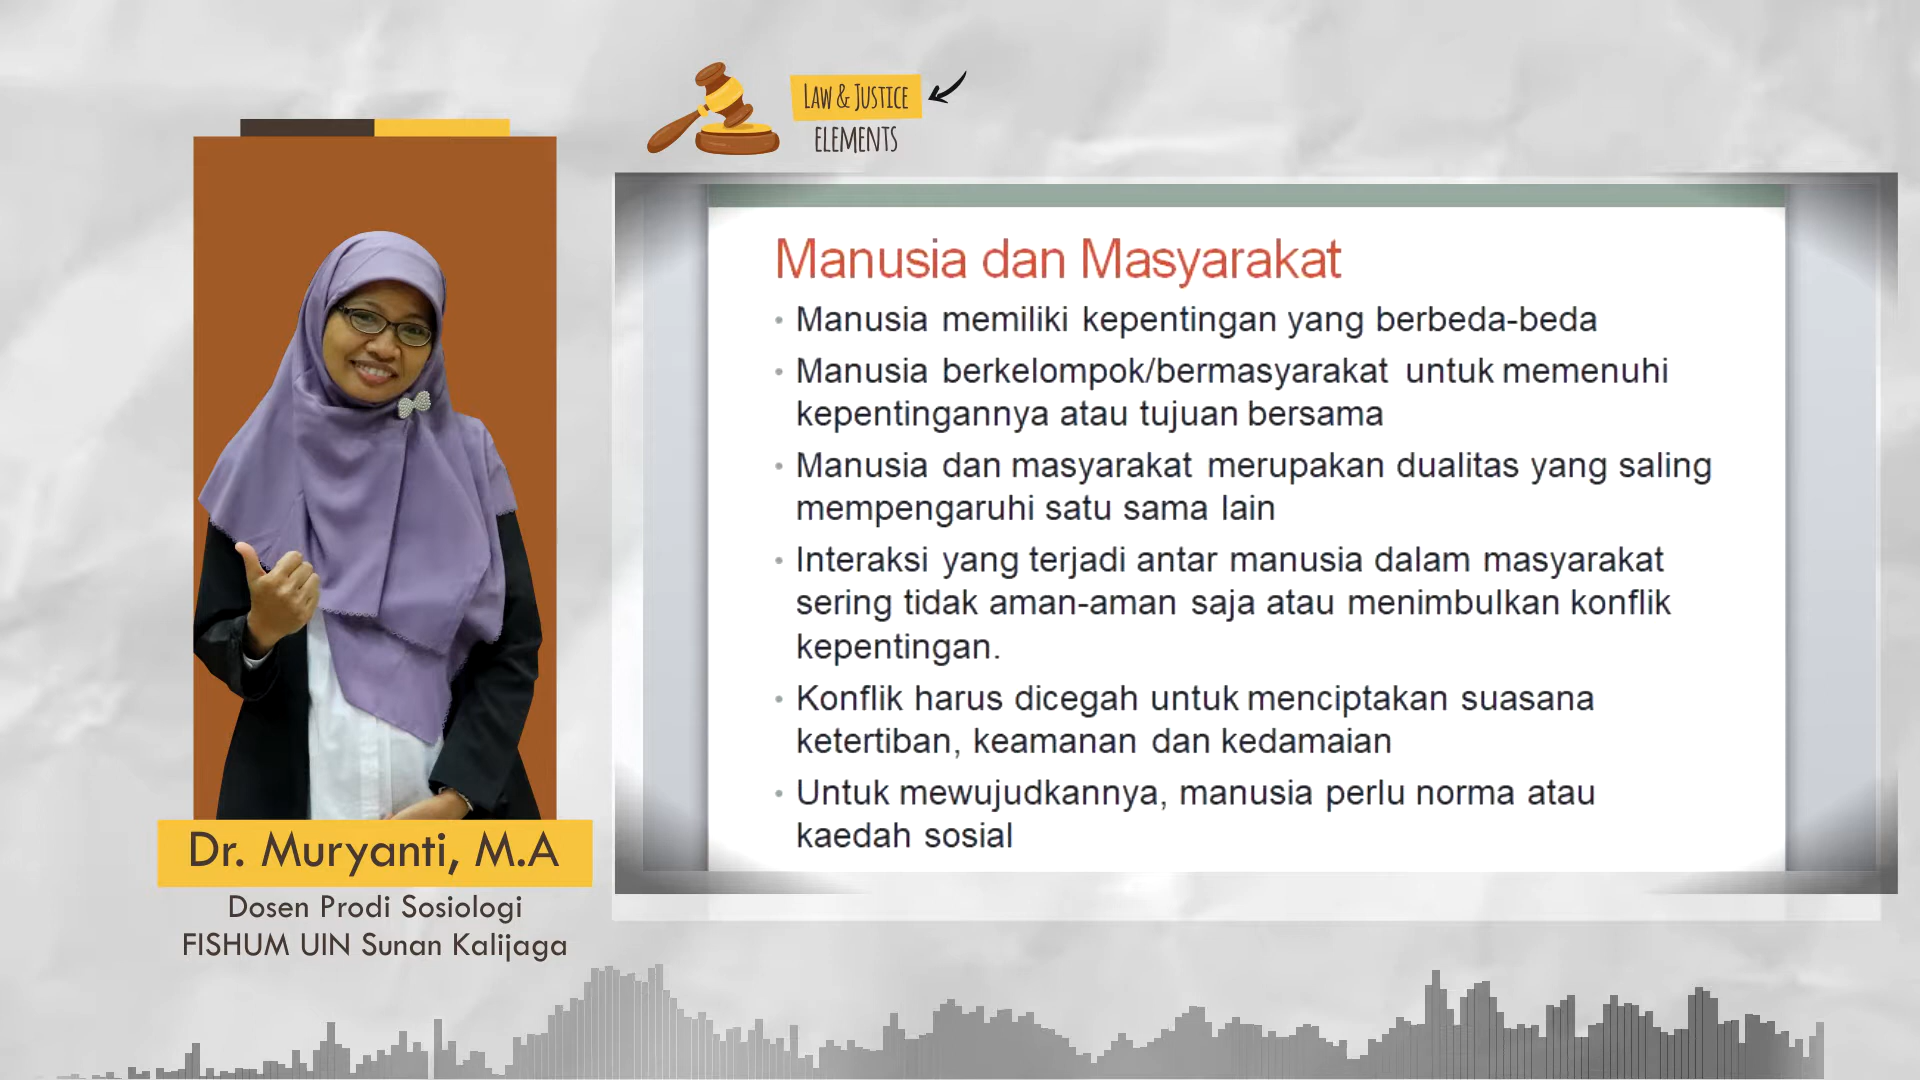 LAW & JUSTICE
ELEMENTS
Manusia dan Masyarakat
• Manusia memiliki kepentingan yang berbeda-beda
• Manusia berkelompok/bermasyarakat untuk memenuhi
kepentingannya atau tujuan bersama
• Manusia dan masyarakat merupakan dualitas yang saling
mempengaruhi satu sama lain
• Interaksi yang terjadi antar manusia dalam masyarakat
sering tidak aman-aman saja atau menimbulkan konflik
kepentingan.
• Konflik harus dicegah untuk menciptakan suasana
ketertiban, keamanan dan kedamaian
• Untuk mewujudkannya, manusia perlu norma atau
kaedah sosial
Dr. Muryanti, M.A
Dosen Prodi Sosiologi
FISHUM UIN Sunan Kalijaga